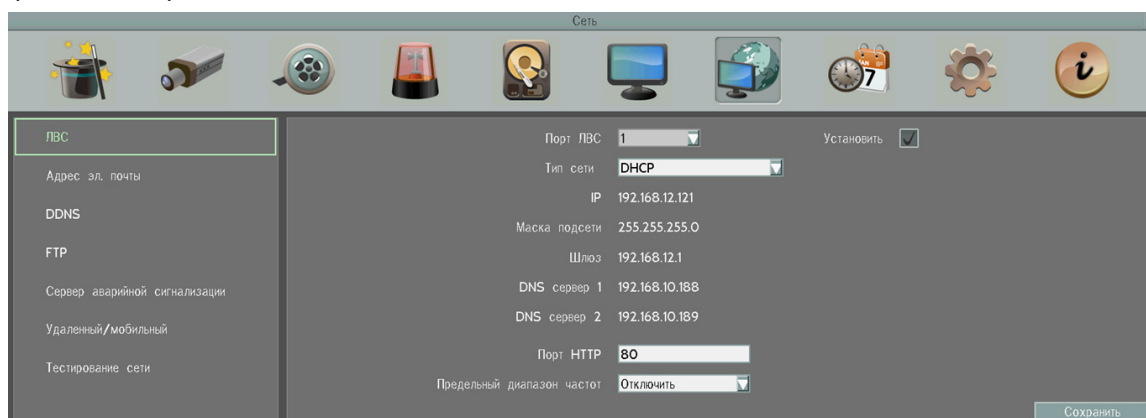 Сеть
7
i
ЛВС
Адрес эл. почты
DDNS
FTP
Сервер аварийной сигнализации
Удаленный/мобильный
Тестирование сети
Порт ЛВС 1 Установить
Тип сети DHCP
IP 192.168.12.121
Маска подсети 255.255.255.0
Шлюз 192.168.12.1
DNS сервер 1 192.168.10.188
DNS сервер 2 192.168.10.189
Порт HTTP 80
Предельный диапазон частот Отключить
Сохранить